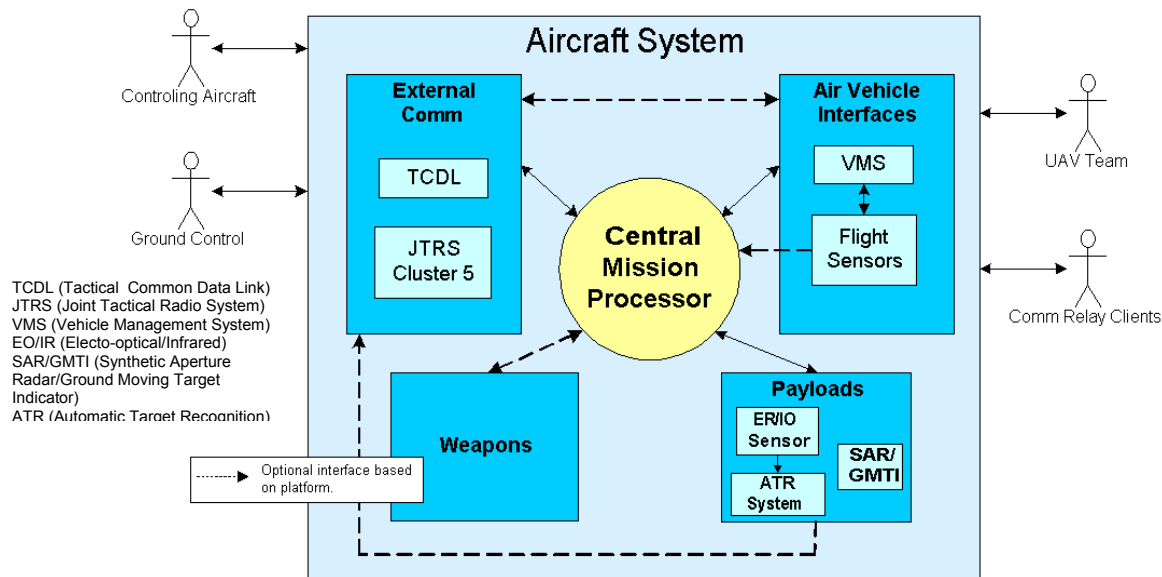 Aircraft System
Controling Aircraft
Ground Control
External
Comm
TCDL
JTRS
Cluster 5
Air Vehicle
Interfaces
VMS
Flight
Sensors
UAV Team
Comm Relay Clients
Central
Mission
Processor
TCDL (Tactical Common Data Link)
JTRS (Joint Tactical Radio System)
VMS (Vehicle Management System)
EO/IR (Electo-optical/Infrared)
SAR/GMTI (Synthetic Aperture
Radar/Ground Moving Target
Indicator)
ATR (Automatic Target Recognition)
Optional interface based
on platform.
Weapons
Payloads
ER/IO
Sensor
ATR
System
SAR/
GMTI